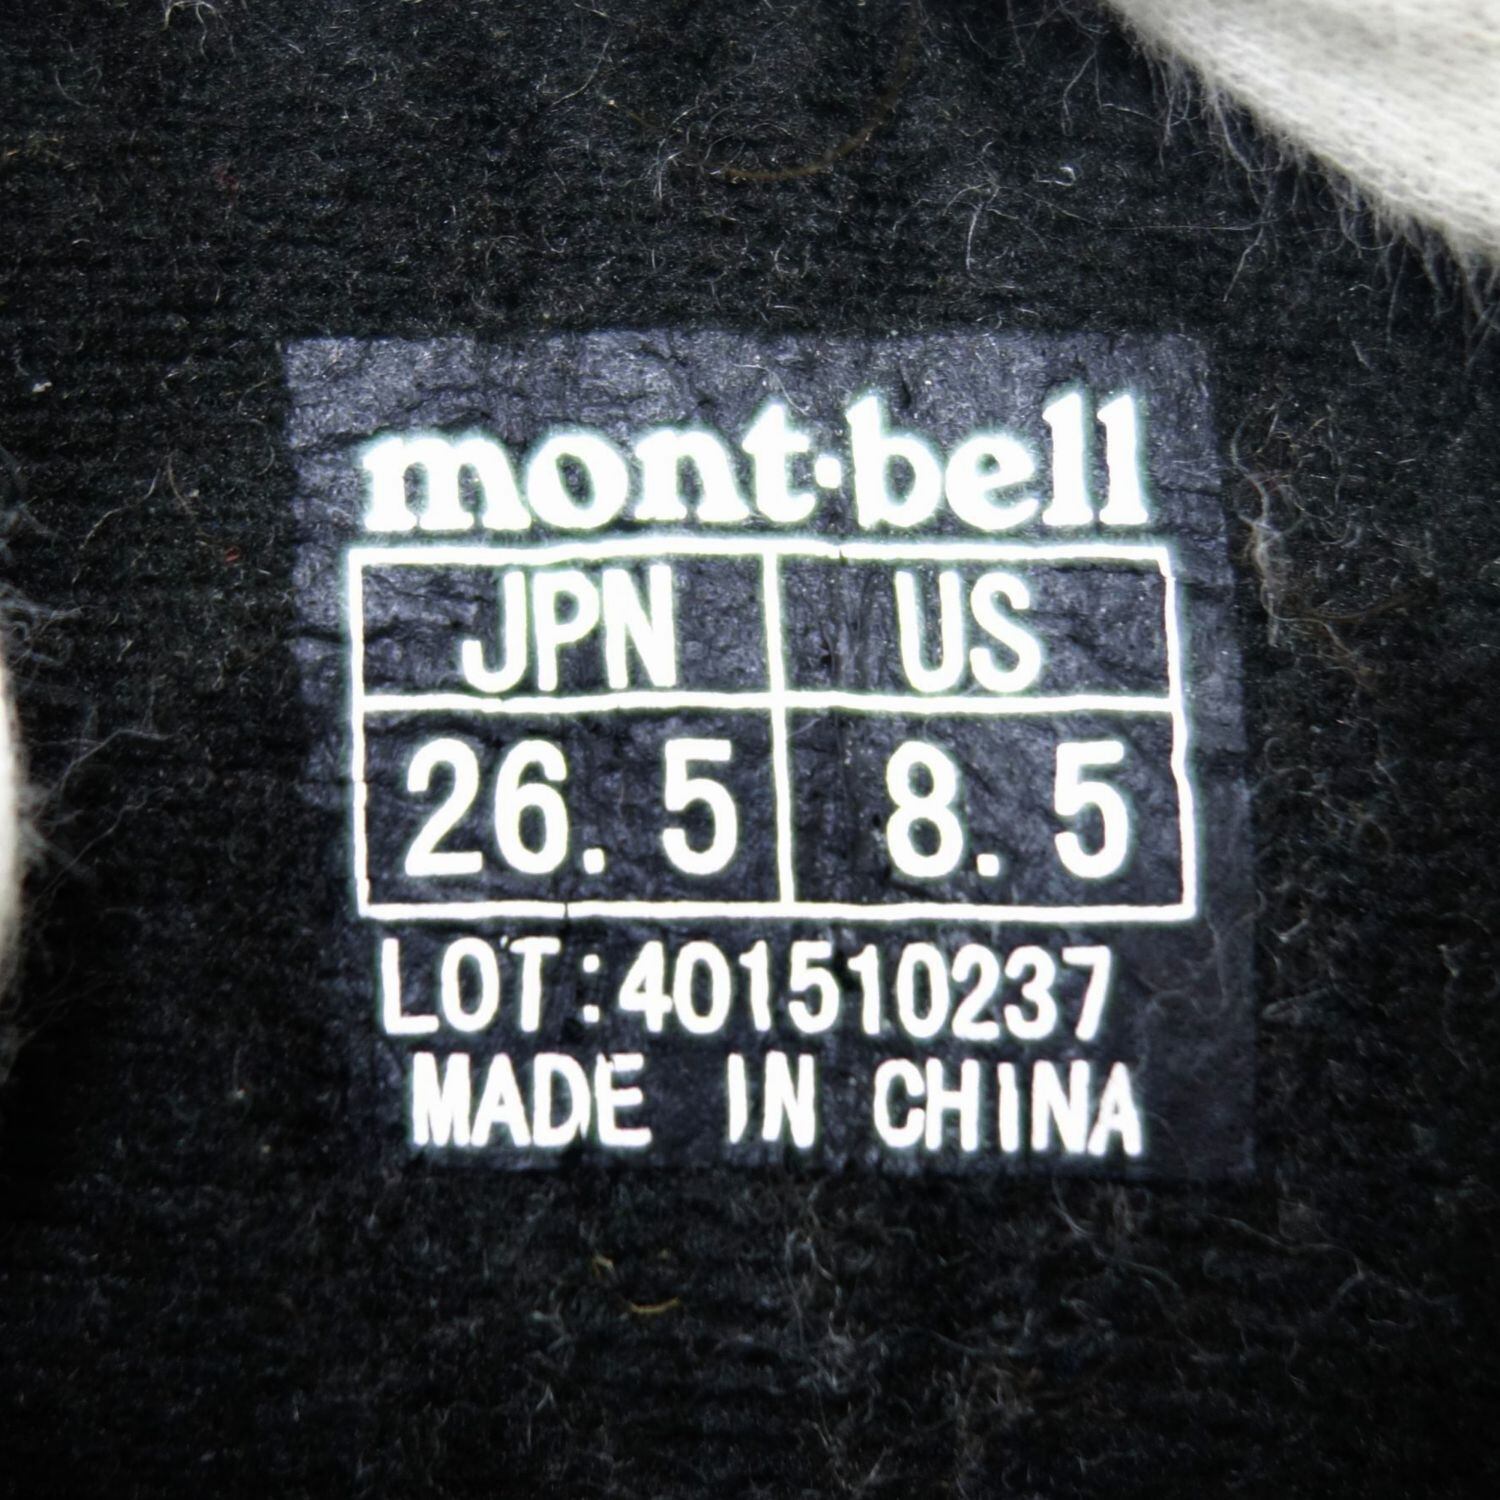 mont·bell
JPN US
26.5 8.5
LOT:401510237
MADE IN CHINA